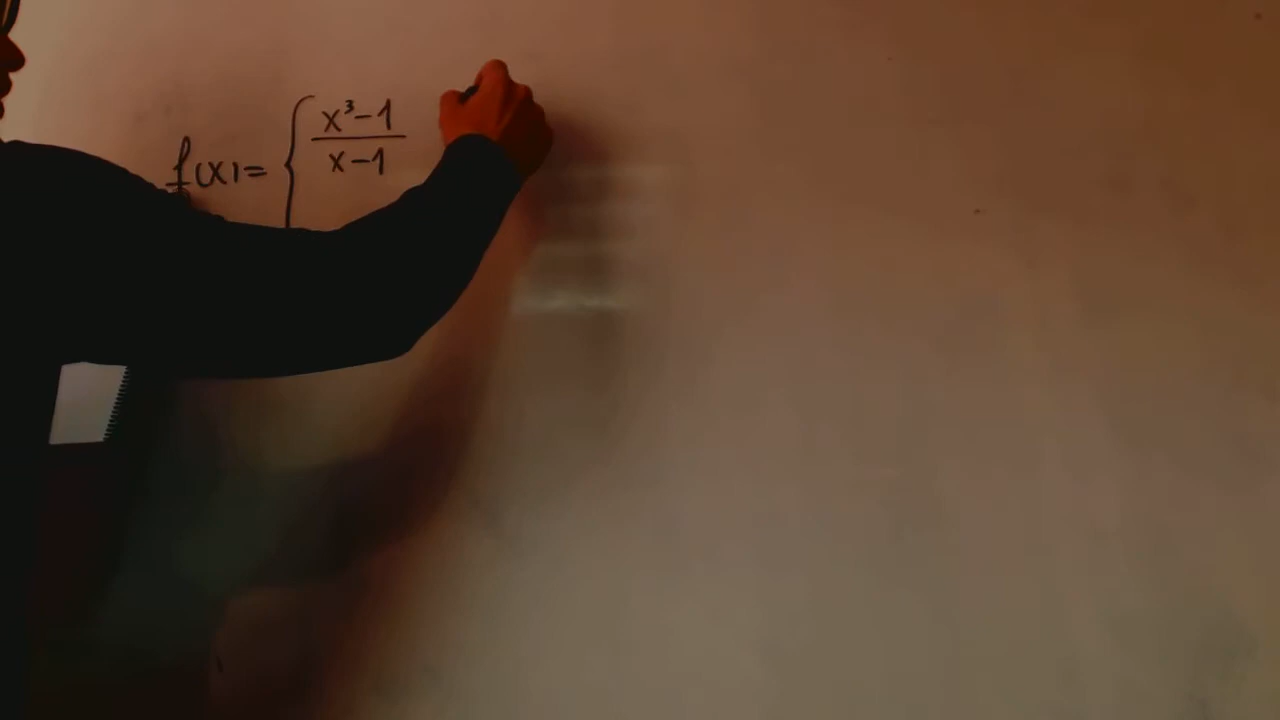 f(x) = { x³-1 / x-1